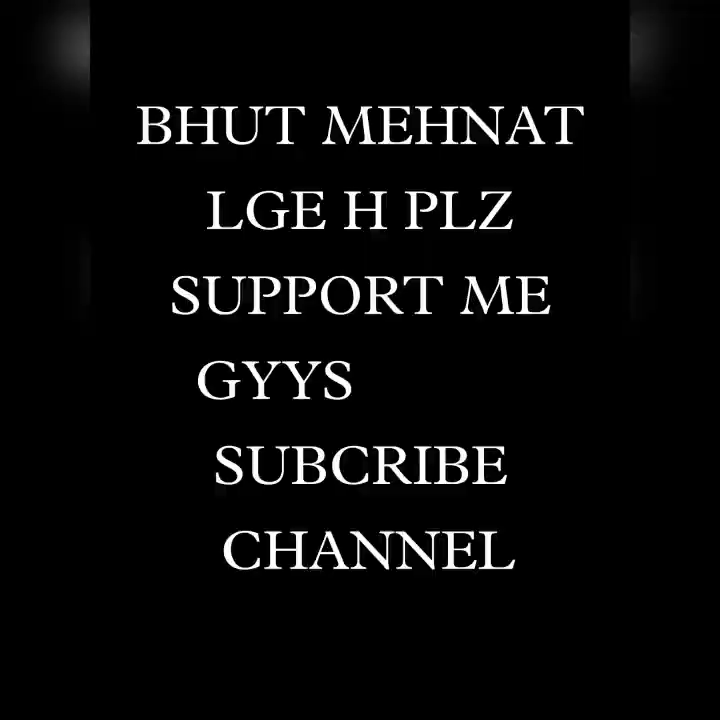 BHUT MEHNAT
LGE H PLZ
SUPPORT ME
GYYS
SUBCRIBE
CHANNEL